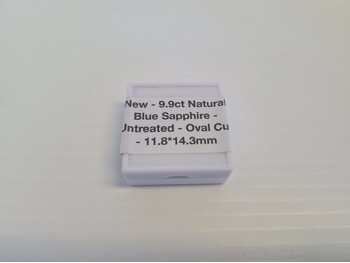 New - 9.9ct Natural
Blue Sapphire -
Untreated - Oval Cu
- 11.8*14.3mm